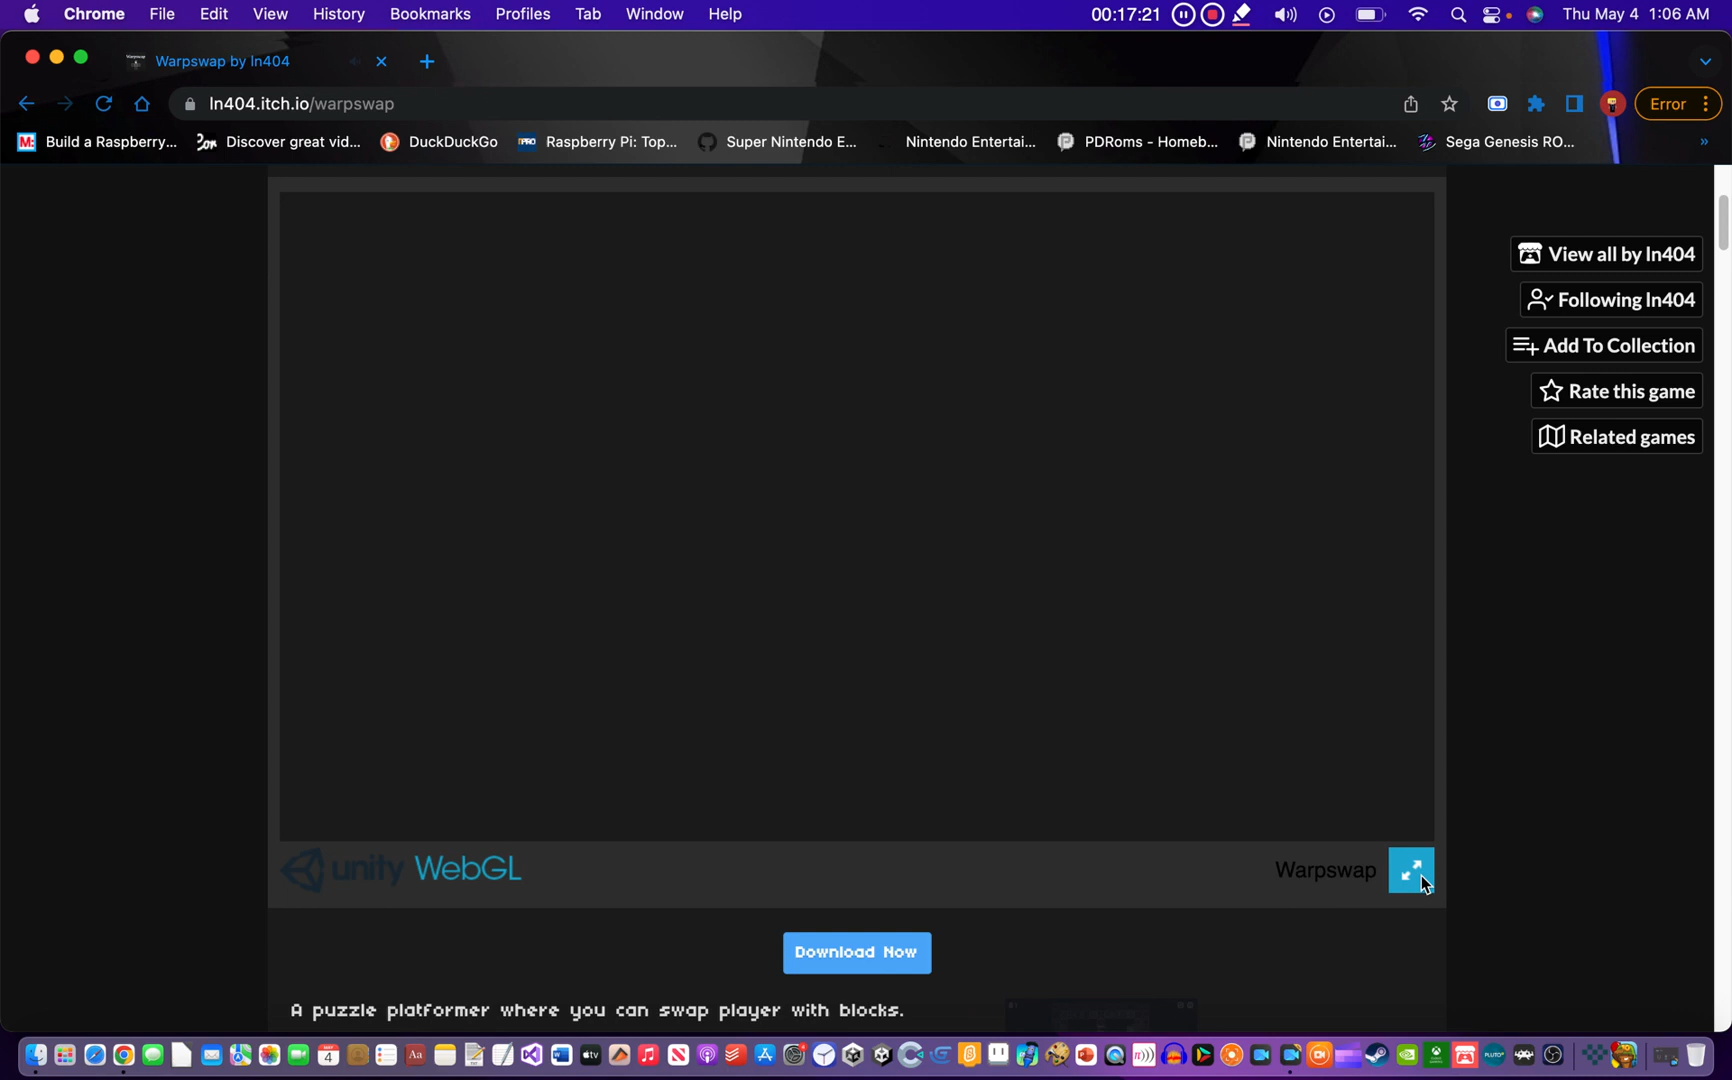 Chrome File Edit View History Bookmarks Profiles Tab Window Help 00:17:21 Thu May 4 1:06 AM
Warpswap by In404
In404.itch.io/warpswap Error
Build a Raspberry... Discover great vid... DuckDuckGo Raspberry Pi: Top... Super Nintendo E... Nintendo Entertai... PDRoms - Homeb... Nintendo Entertai... Sega Genesis RO... »
View all by In404
Following In404
Add To Collection
Rate this game
Related games
unity WebGL Warpswap
Download Now
A puzzle platformer where you can swap player with blocks.